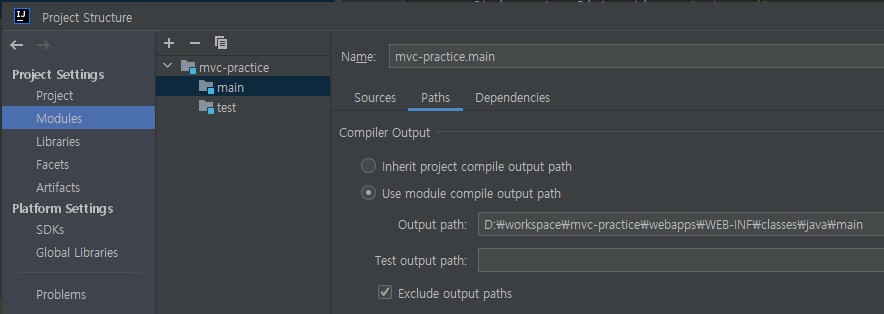 IJ Project Structure
Project Settings
Project
Modules
Libraries
Facets
Artifacts
Platform Settings
SDKs
Global Libraries
Problems
mvc-practice
main
test
Name: mvc-practice.main
Sources Paths Dependencies
Compiler Output
Inherit project compile output path
Use module compile output path
Output path: D:₩workspace₩mvc-practice₩webapps₩WEB-INF₩classes₩java₩main
Test output path:
Exclude output paths